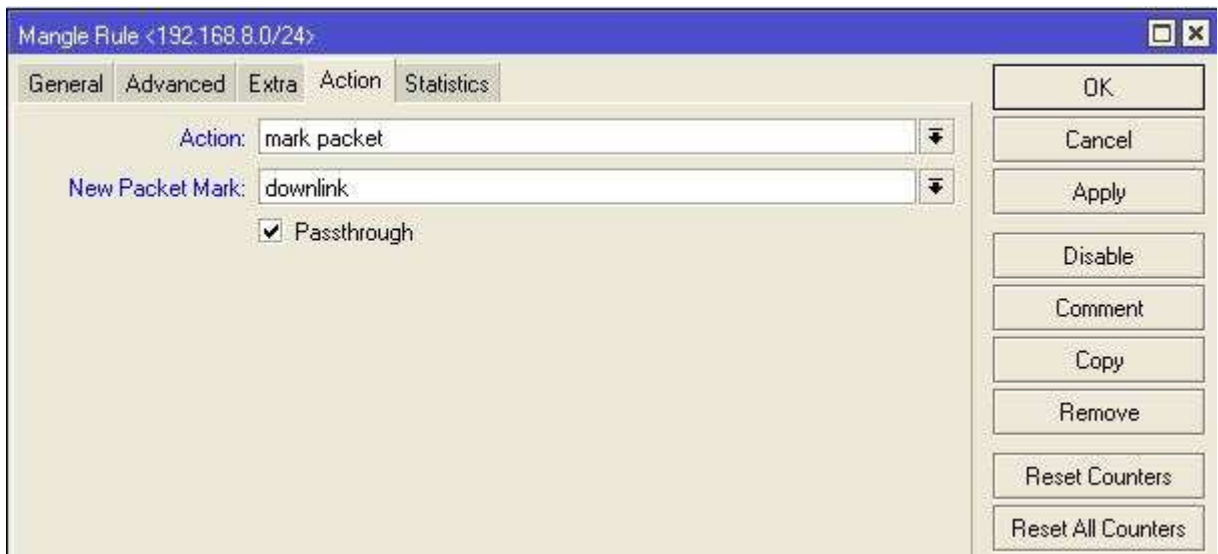 Mangle Rule <192.168.8.0/24>
General Advanced Extra Action Statistics
Action: mark packet
New Packet Mark: downlink
Passthrough
OK
Cancel
Apply
Disable
Comment
Copy
Remove
Reset Counters
Reset All Counters